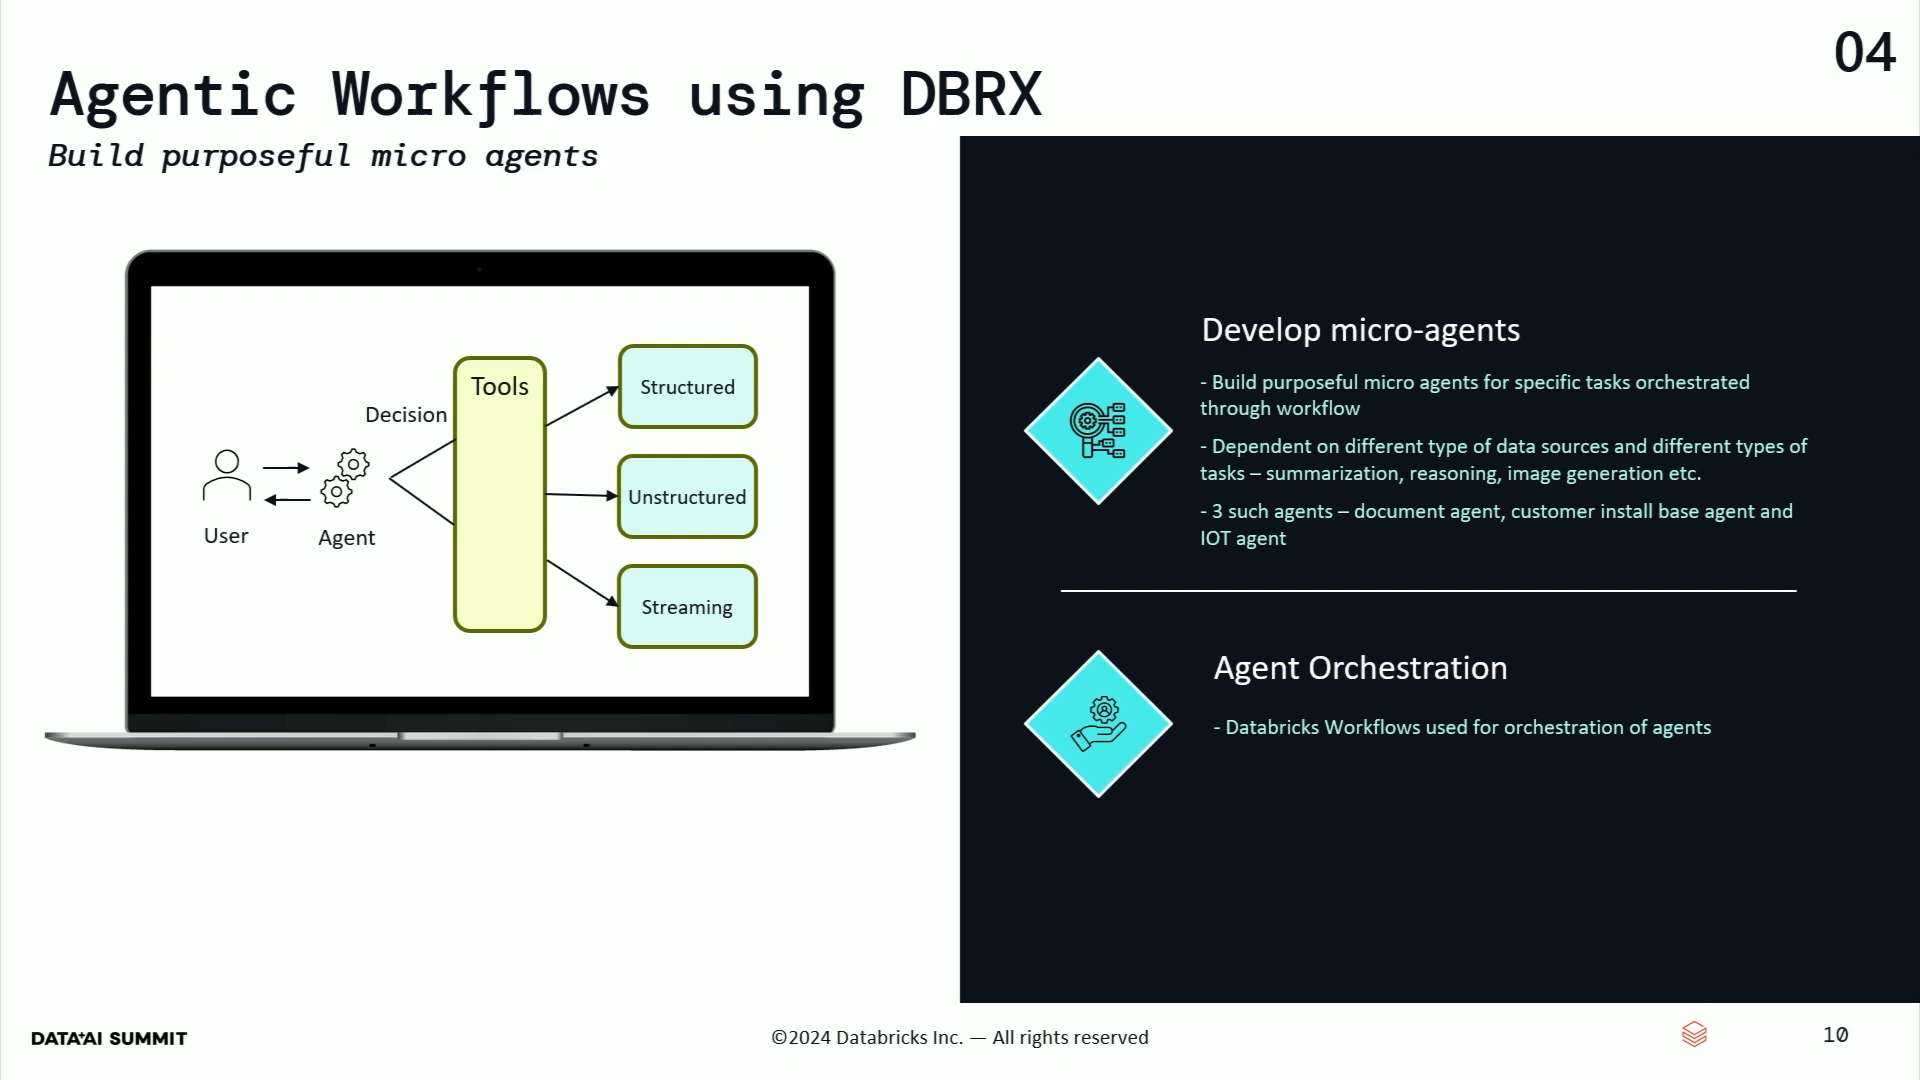 04
Agentic Workflows using DBRX
Build purposeful micro agents
Tools
Decision
User
Agent
Structured
Unstructured
Streaming
Develop micro-agents
- Build purposeful micro agents for specific tasks orchestrated
through workflow
- Dependent on different type of data sources and different types of
tasks – summarization, reasoning, image generation etc.
- 3 such agents – document agent, customer install base agent and
IOT agent
Agent Orchestration
- Databricks Workflows used for orchestration of agents
DATA+AI SUMMIT
©2024 Databricks Inc. — All rights reserved
10